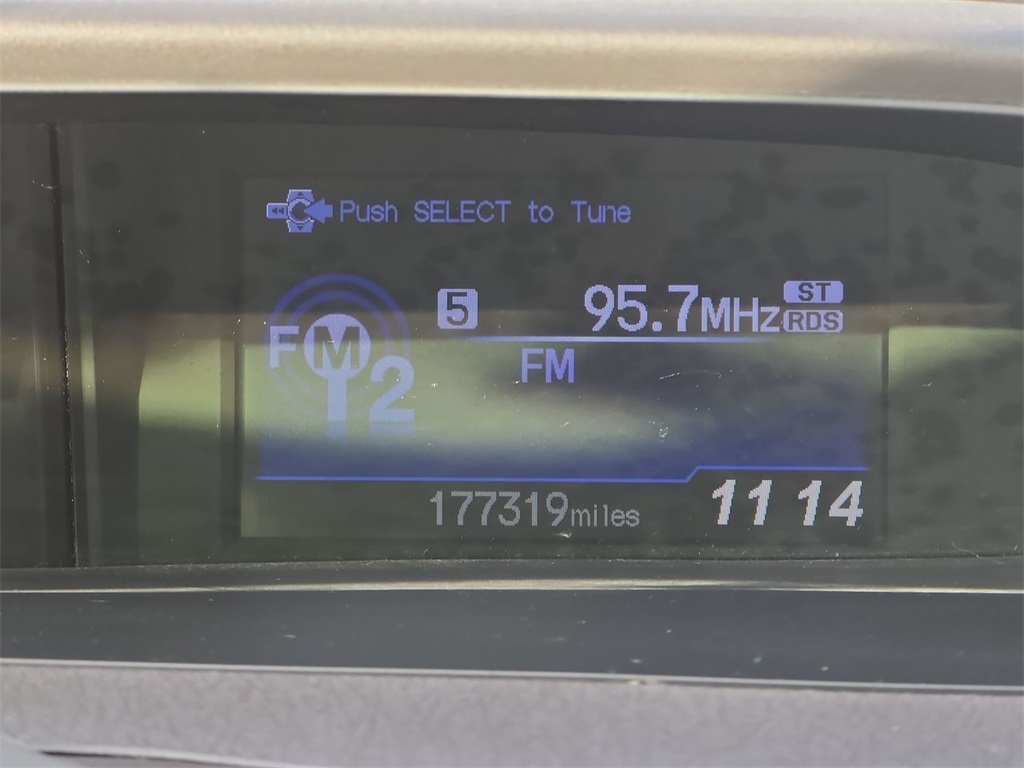 Push SELECT to Tune
5 95.7MHz ST
RDS
FM2
FM
177319miles 11 14